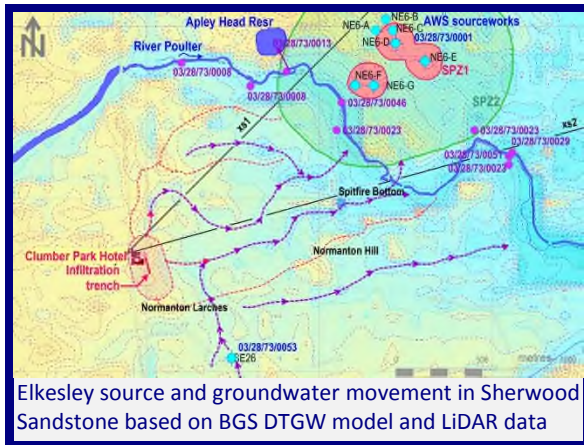 N
Apley Head Resr
NE6-B
NE6-A
NE6-C
AWS sourceworks
03/28/73/0013
NE6-D
03/28/73/0001
River Poulter
NE6-E
03/28/73/0008
SPZ1
NE6-F
NE6-G
03/28/73/0008
03/28/73/0046
SPZ2
xs1
xs2
03/28/73/0023
03/28/73/0023
03/28/73/0029
03/28/73/0051
03/28/73/0022
Spitfire Bottom
Clumber Park Hotel
Infiltration
trench
Normanton Hill
Normanton Larches
03/28/73/0053
SE26
metres
Elkesley source and groundwater movement in Sherwood
Sandstone based on BGS DTGW model and LiDAR data